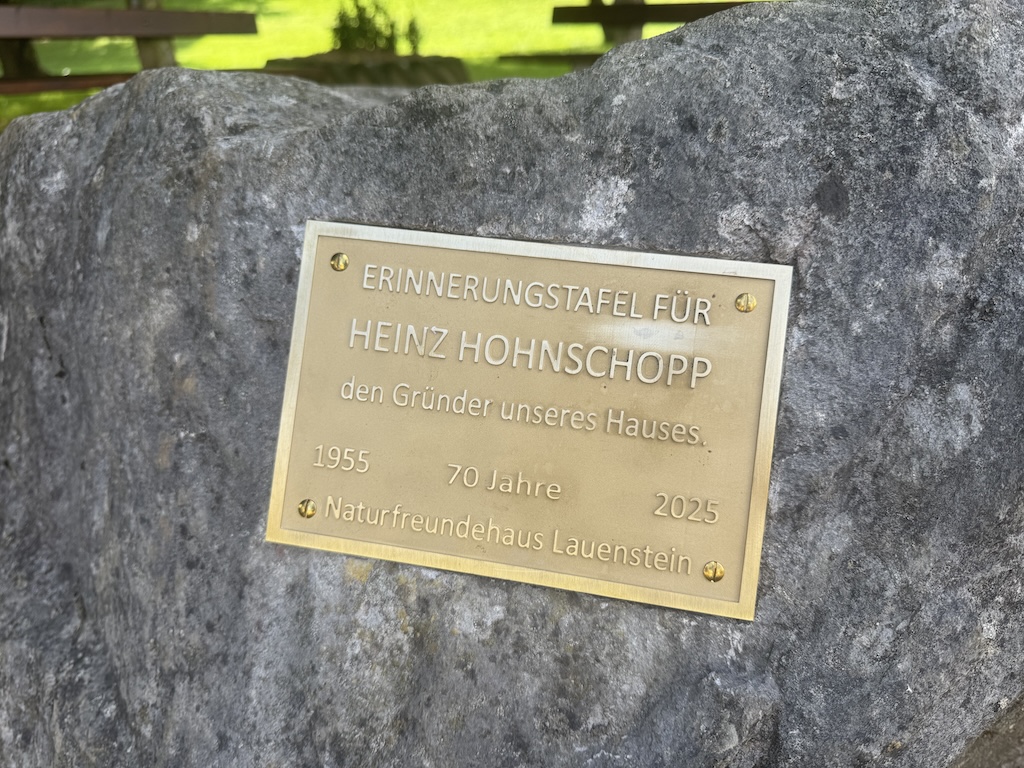 ERINNERUNGSTAFEL FÜR
HEINZ HOHNSCHOPP
den Gründer unseres Hauses.
1955 70 Jahre 2025
Naturfreundehaus Lauenstein